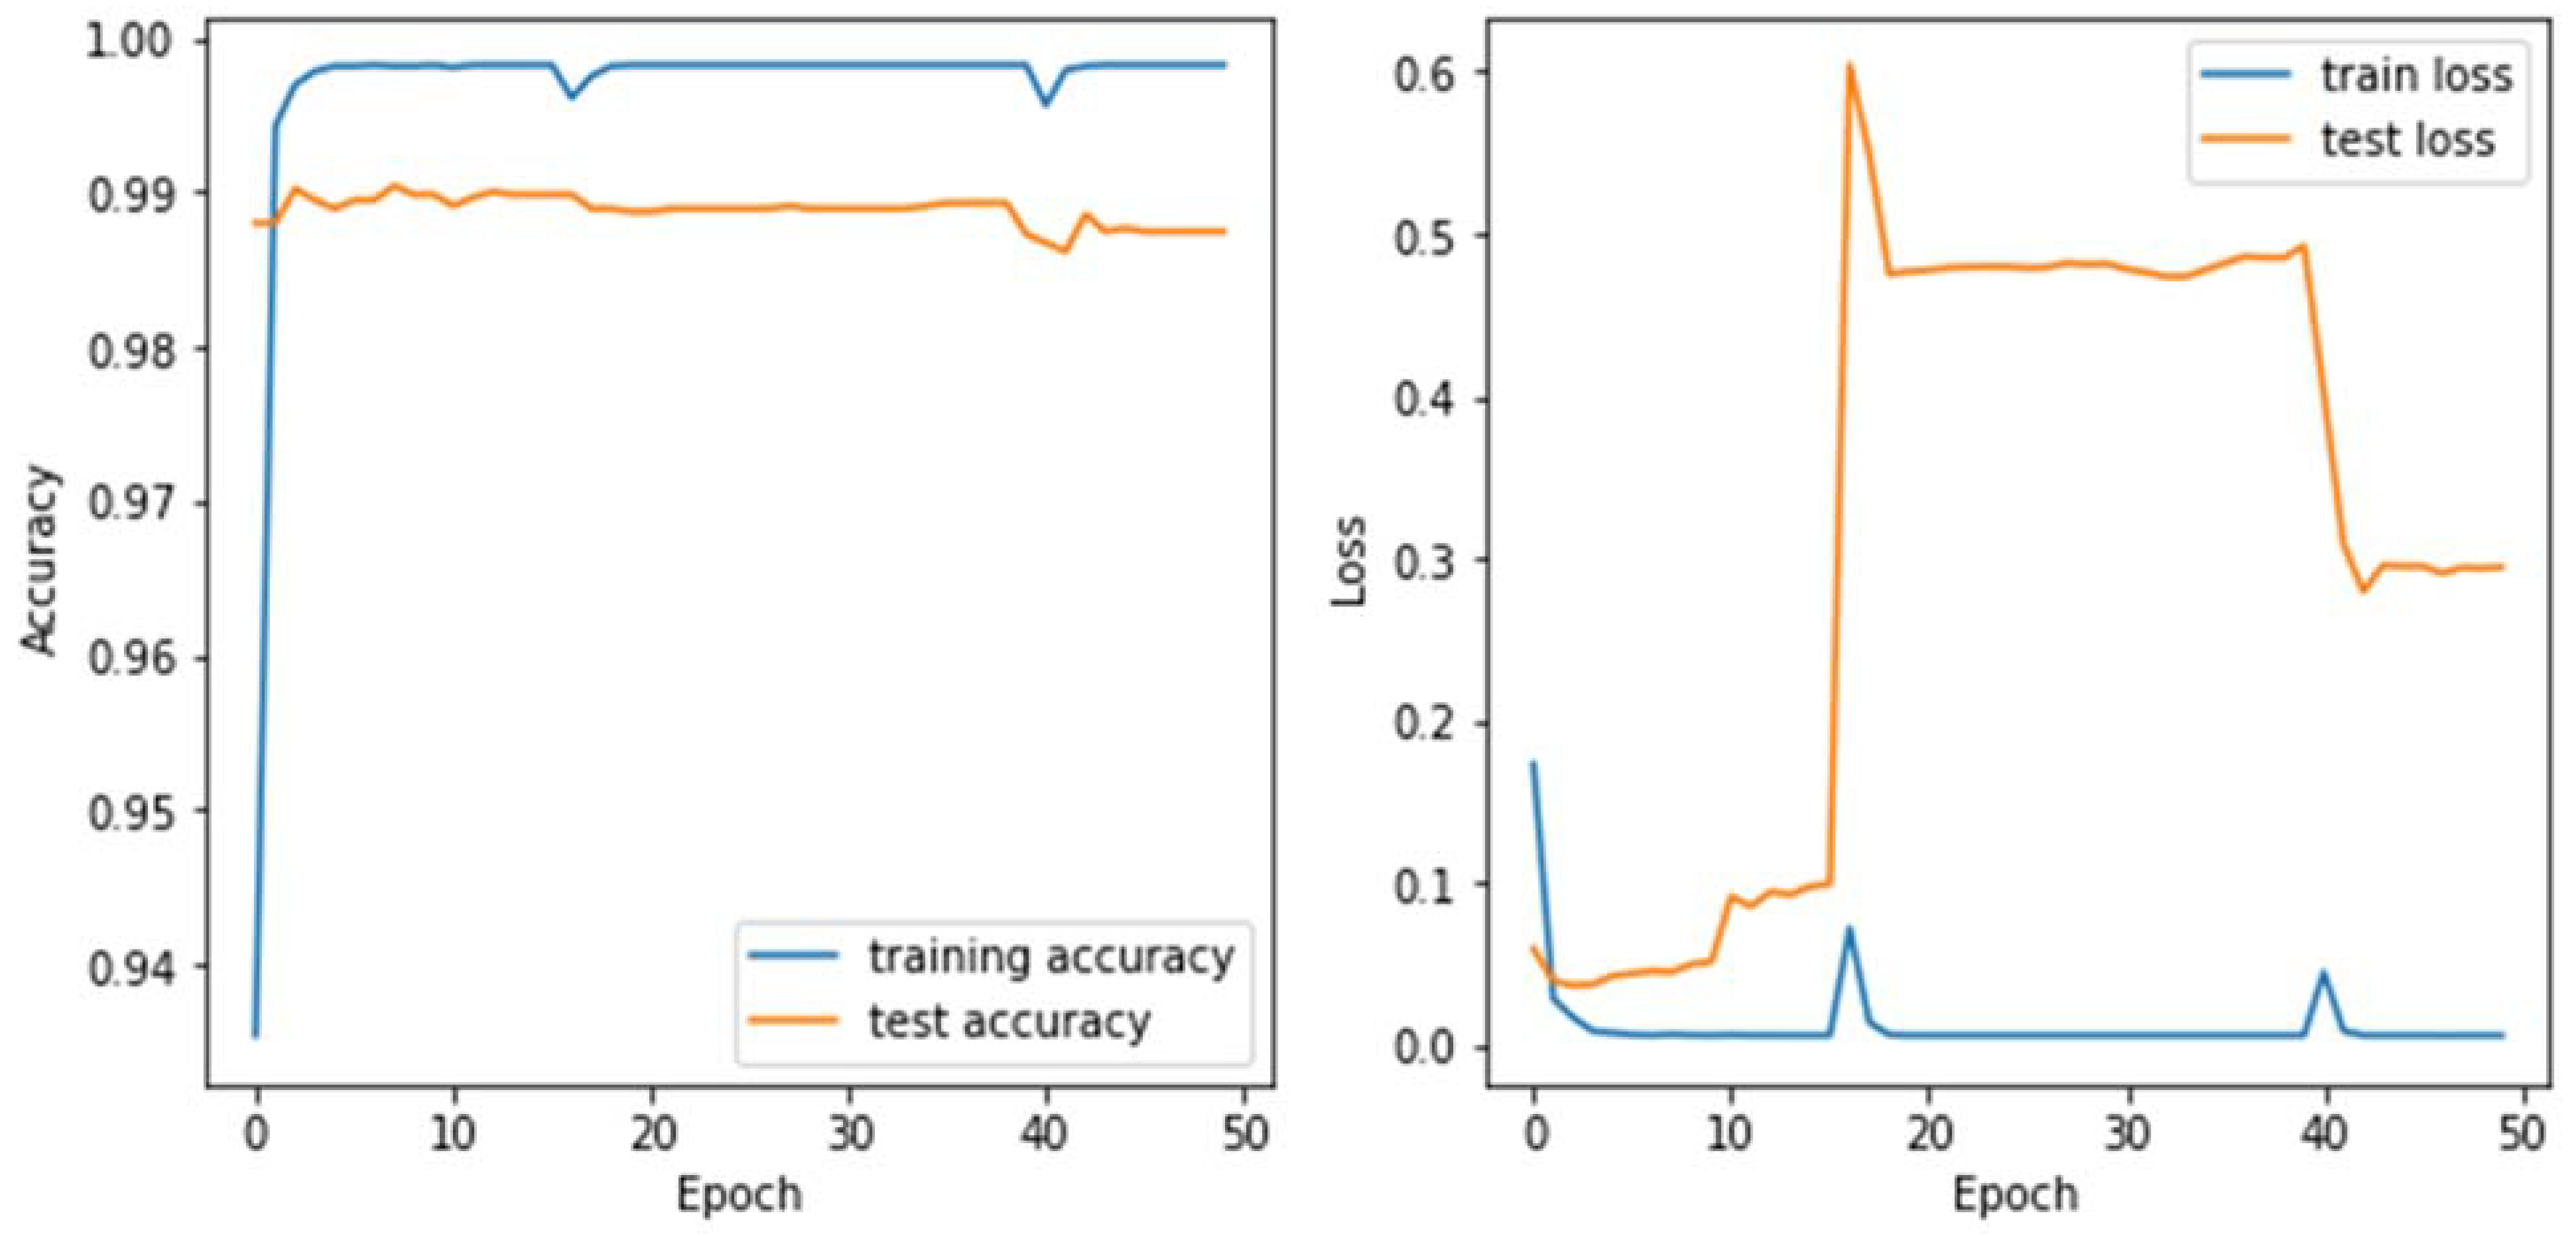 1.00
0.99
0.98
0.97
0.96
0.95
0.94
Accuracy
training accuracy
test accuracy
0 10 20 30 40 50
Epoch
0.6
0.5
0.4
0.3
0.2
0.1
0.0
Loss
train loss
test loss
0 10 20 30 40 50
Epoch